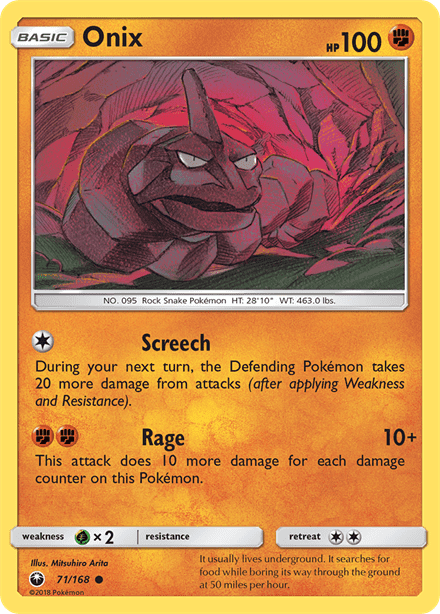 BASIC Onix HP 100
NO. 095 Rock Snake Pokémon HT: 28'10" WT: 463.0 lbs.
Screech
During your next turn, the Defending Pokémon takes
20 more damage from attacks (after applying Weakness
and Resistance).
Rage 10+
This attack does 10 more damage for each damage
counter on this Pokémon.
weakness × 2 resistance retreat
Illus. Mitsuhiro Arita
71/168
©2018 Pokémon
It usually lives underground. It searches for
food while boring its way through the ground
at 50 miles per hour.